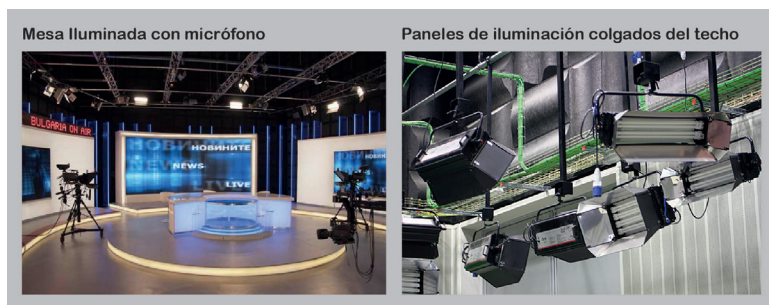 Mesa Iluminada con micrófono
Paneles de iluminación colgados del techo
BULGARIA ON AIR
НОВИНИТЕ
NEWS
LIVE